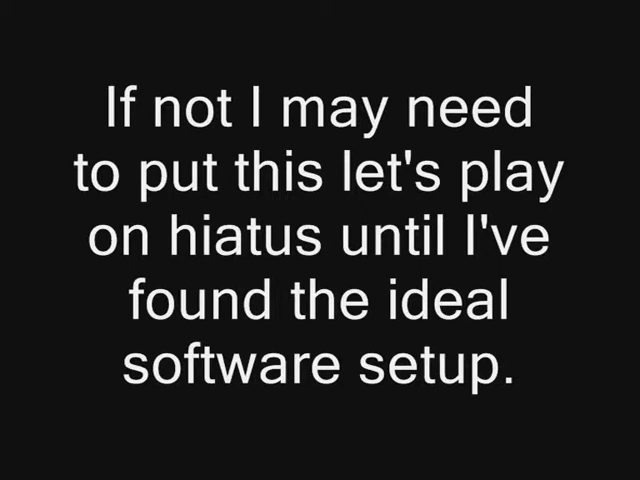 If not I may need
to put this let's play
on hiatus until I've
found the ideal
software setup.